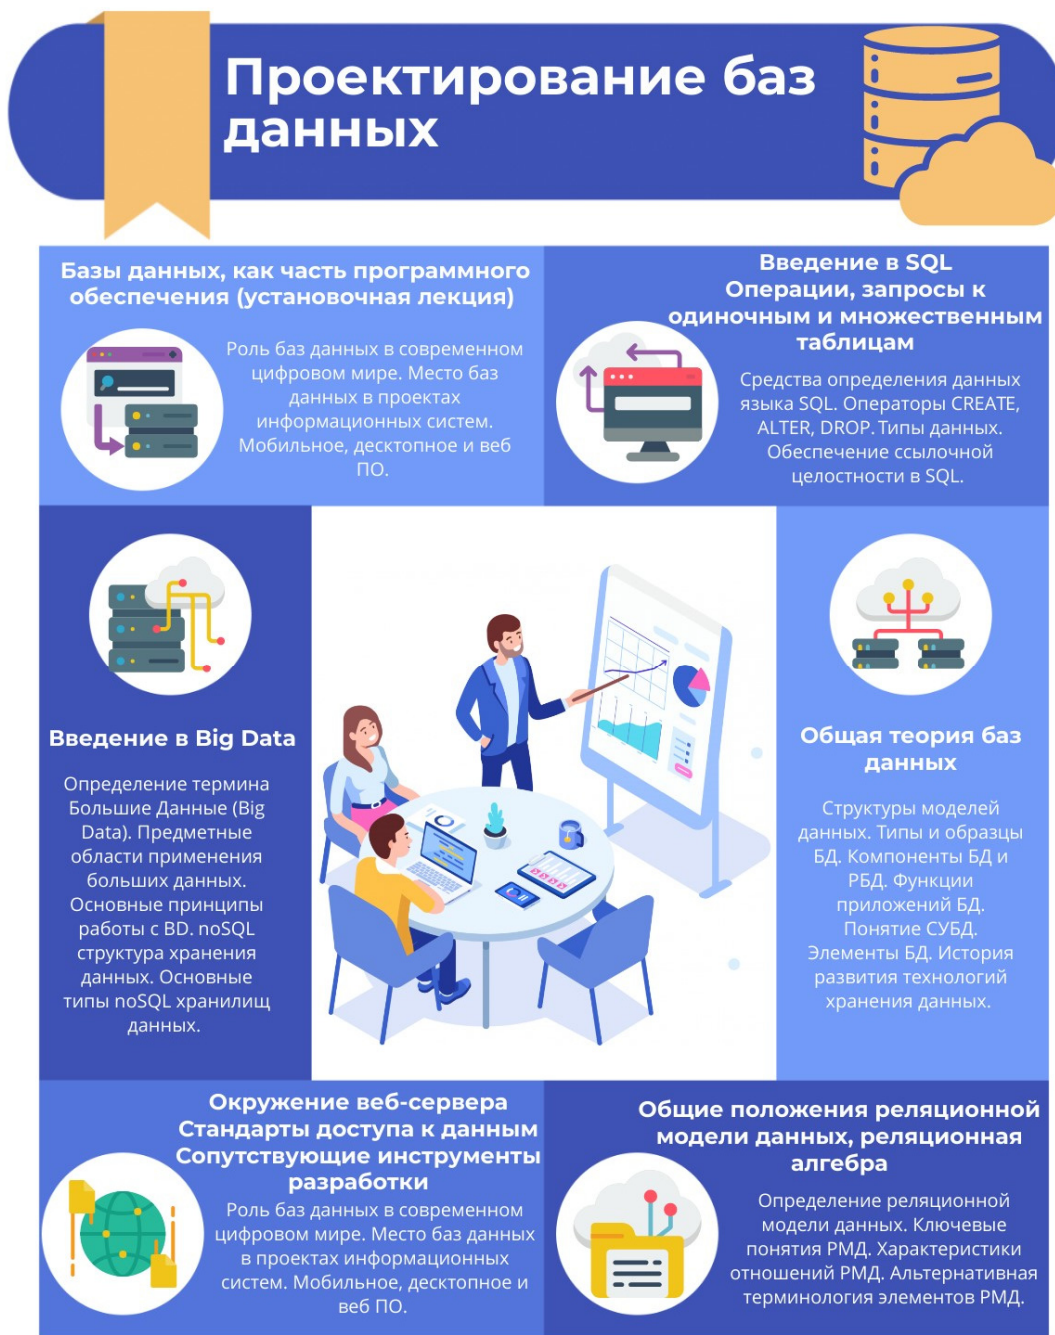 Проектирование баз
данных
Базы данных, как часть программного
обеспечения (установочная лекция)
Роль баз данных в современном
цифровом мире. Место баз
данных в проектах
информационных систем.
Мобильное, десктопное и веб
ПО.
Введение в SQL
Операции, запросы к
одиночным и множественным
таблицам
Средства определения данных
языка SQL. Операторы CREATE,
ALTER, DROP. Типы данных.
Обеспечение ссылочной
целостности в SQL.
Введение в Big Data
Определение термина
Большие Данные (Big
Data). Предметные
области применения
больших данных.
Основные принципы
работы с BD. noSQL
структура хранения
данных. Основные
типы noSQL хранилищ
данных.
Общая теория баз
данных
Структуры моделей
данных. Типы и образцы
БД. Компоненты БД и
РБД. Функции
приложений БД.
Понятие СУБД.
Элементы БД. История
развития технологий
хранения данных.
Окружение веб-сервера
Стандарты доступа к данным
Сопутствующие инструменты
разработки
Роль баз данных в современном
цифровом мире. Место баз данных
в проектах информационных
систем. Мобильное, десктопное и
веб ПО.
Общие положения реляционной
модели данных, реляционная
алгебра
Определение реляционной
модели данных. Ключевые
понятия РМД. Характеристики
отношений РМД. Альтернативная
терминология элементов РМД.